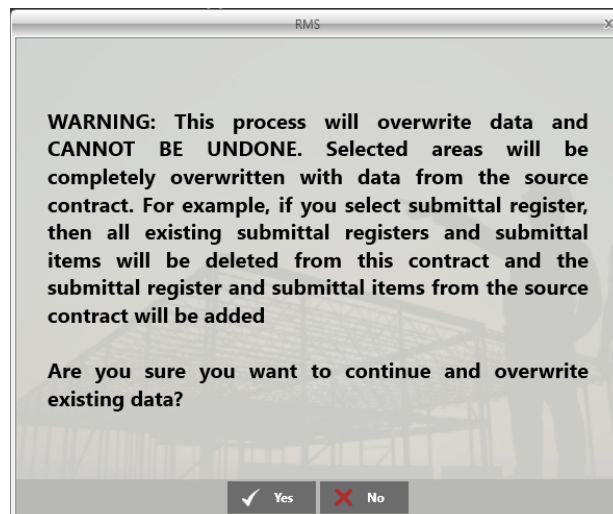 RMS
WARNING: This process will overwrite data and
CANNOT BE UNDONE. Selected areas will be
completely overwritten with data from the source
contract. For example, if you select submittal register,
then all existing submittal registers and submittal
items will be deleted from this contract and the
submittal register and submittal items from the source
contract will be added
Are you sure you want to continue and overwrite
existing data?
Yes No